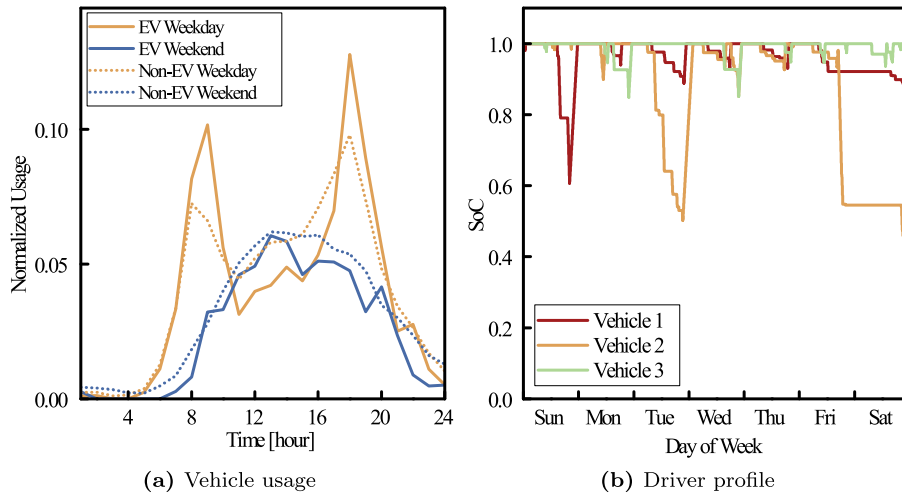 EV Weekday
EV Weekend
Non-EV Weekday
Non-EV Weekend
0.10
0.05
0.00
Normalized Usage
4 8 12 16 20 24
Time [hour]
(a) Vehicle usage
1.0
0.8
0.6
0.4
0.2
0.0
SoC
Vehicle 1
Vehicle 2
Vehicle 3
Sun Mon Tue Wed Thu Fri Sat
Day of Week
(b) Driver profile